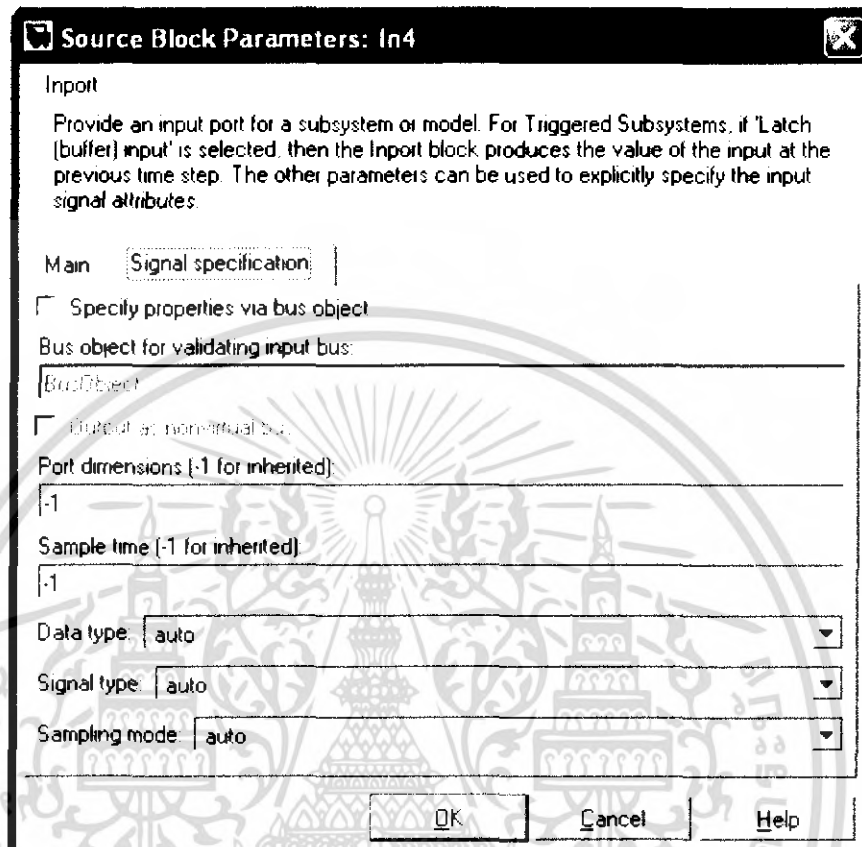 Source Block Parameters: In4
Inport
Provide an input port for a subsystem or model. For Triggered Subsystems, if 'Latch
(buffer) input' is selected, then the Inport block produces the value of the input at the
previous time step. The other parameters can be used to explicitly specify the input
signal attributes.
Main Signal specification
Specify properties via bus object
Bus object for validating input bus:
BusObject
Output as nonvirtual bus
Port dimensions (-1 for inherited):
-1
Sample time (-1 for inherited):
-1
Data type: auto
Signal type: auto
Sampling mode: auto
OK Cancel Help